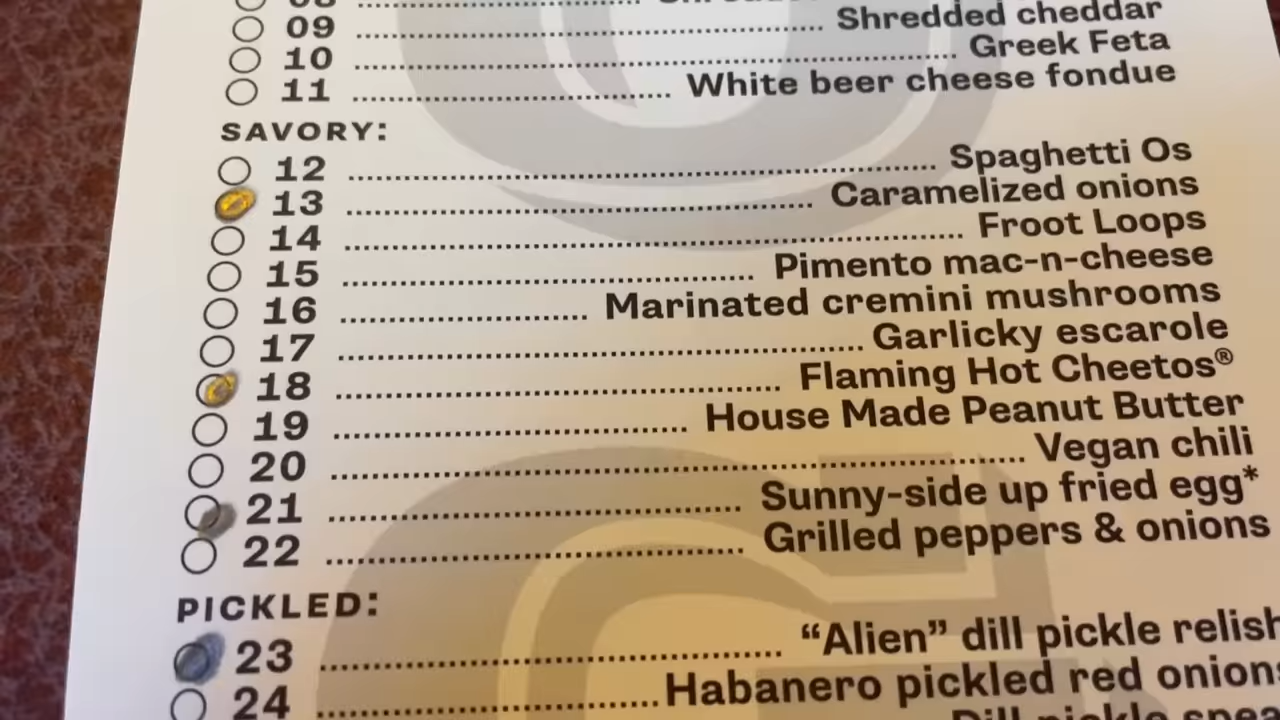 09 Shredded cheddar
10 Greek Feta
11 White beer cheese fondue
SAVORY:
12 Spaghetti Os
13 Caramelized onions
14 Froot Loops
15 Pimento mac-n-cheese
16 Marinated cremini mushrooms
17 Garlicky escarole
18 Flaming Hot Cheetos®
19 House Made Peanut Butter
20 Vegan chili
21 Sunny-side up fried egg*
22 Grilled peppers & onions
PICKLED:
23 “Alien” dill pickle relish
24 Habanero pickled red onions